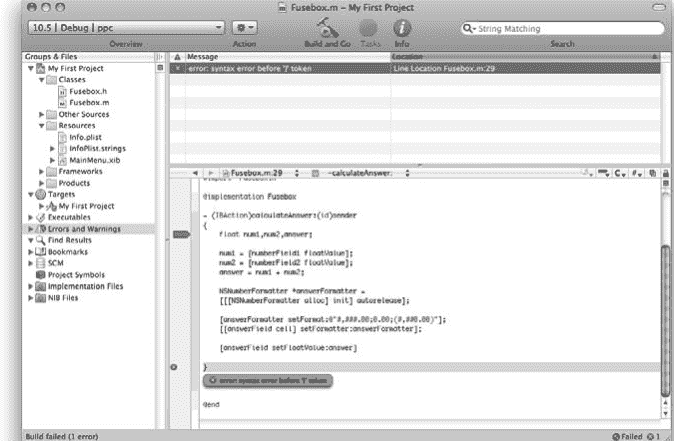 Fusebox.m – My First Project
10.5 | Debug | ppc
String Matching
Overview
Action
Build and Go
Tasks
Info
Search
Groups & Files
My First Project
Classes
Fusebox.h
Fusebox.m
Other Sources
Resources
Info.plist
InfoPlist.strings
MainMenu.xib
Frameworks
Products
Targets
My First Project
Executables
Errors and Warnings
Find Results
Bookmarks
SCM
Project Symbols
Implementation Files
NIB Files
Message
Location
error: syntax error before '}' token
Line Location Fusebox.m:29
Fusebox.m:29
-calculateAnswer:
@implementation Fusebox
- (IBAction)calculateAnswer:(id)sender
{
float num1,num2,answer;
num1 = [numberField1 floatValue];
num2 = [numberField2 floatValue];
answer = num1 + num2;
NSNumberFormatter *answerFormatter =
[[[NSNumberFormatter alloc] init] autorelease];
[answerFormatter setFormat:@"#,###.00;0.00;(#,##0.00)"];
[[answerField cell] setFormatter:answerFormatter];
[answerField setFloatValue:answer]
}
error: syntax error before '}' token
@end
Build failed (1 error)
Failed
1